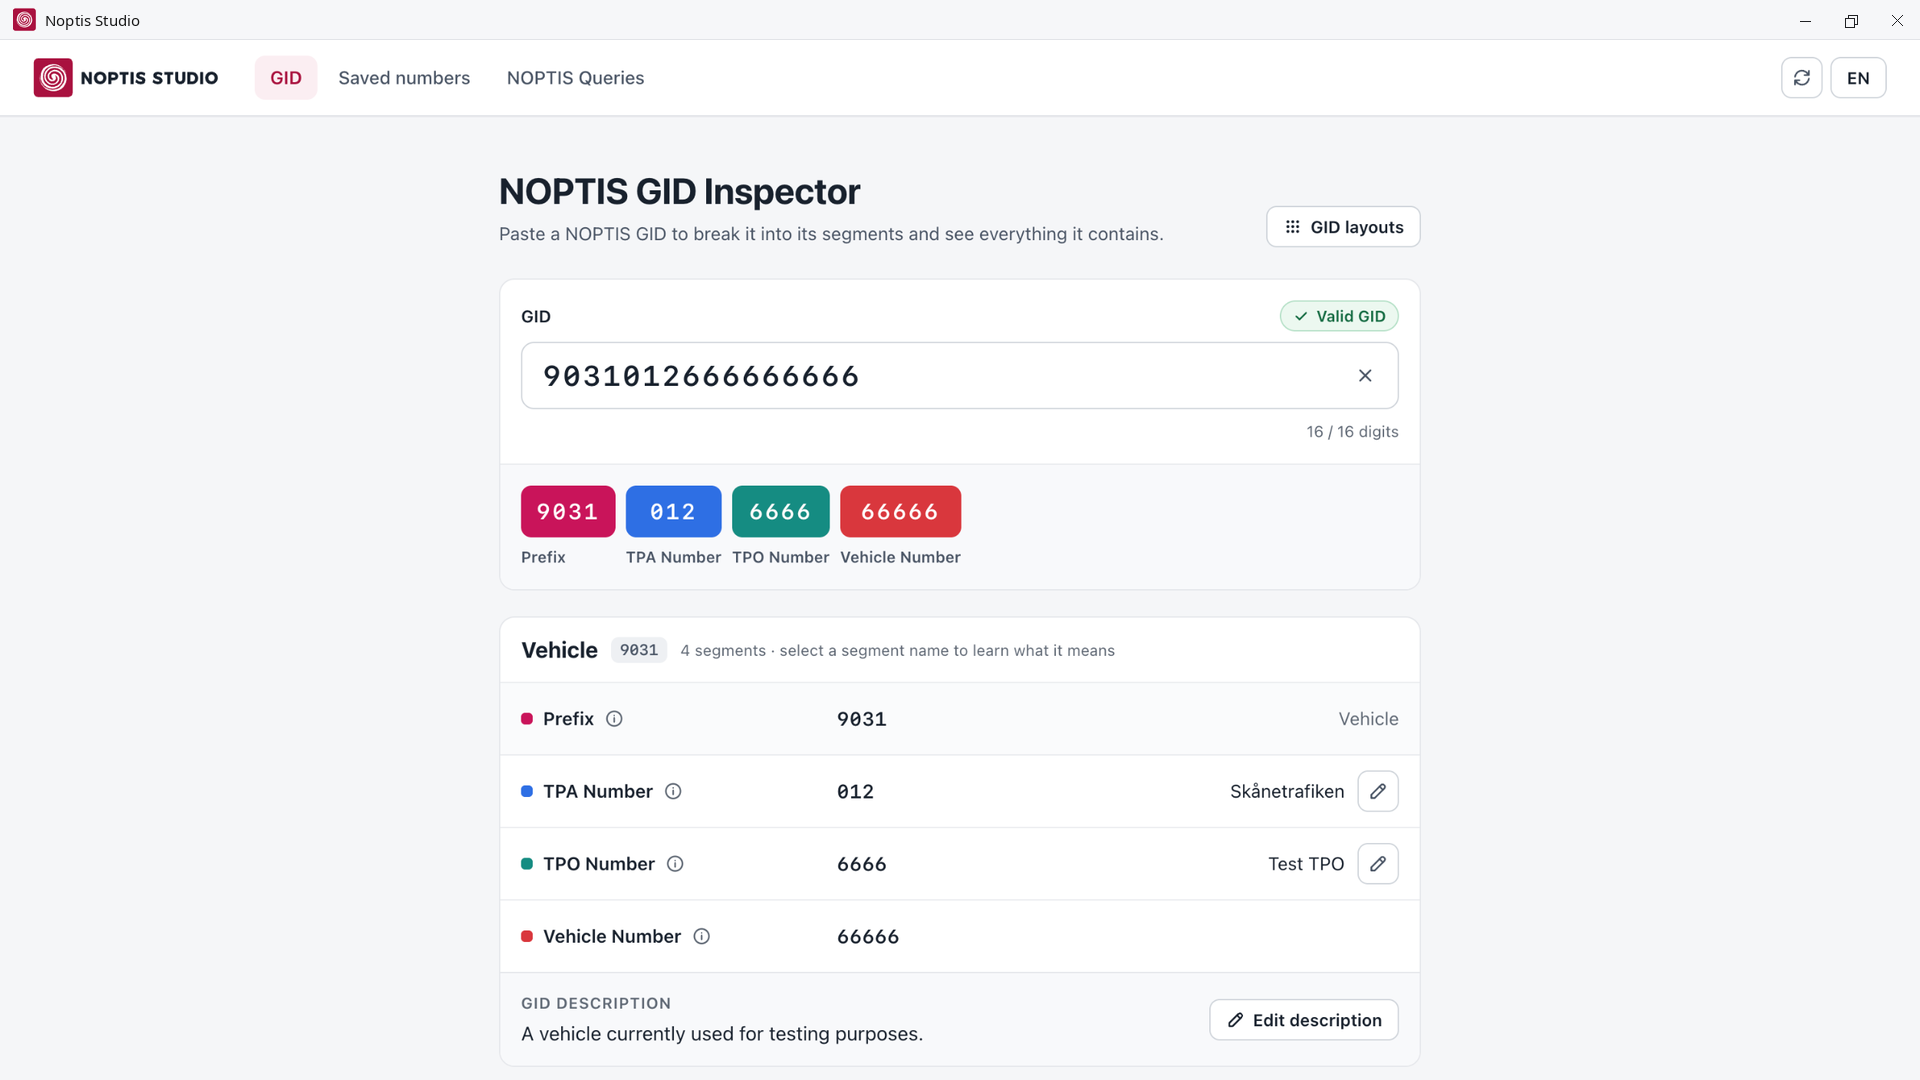 Noptis Studio
NOPTIS STUDIO
GID
Saved numbers
NOPTIS Queries
EN
NOPTIS GID Inspector
Paste a NOPTIS GID to break it into its segments and see everything it contains.
GID layouts
GID
Valid GID
9031012666666666
16 / 16 digits
9031 012 6666 66666
Prefix TPA Number TPO Number Vehicle Number
Vehicle 9031 4 segments · select a segment name to learn what it means
Prefix 9031 Vehicle
TPA Number 012 Skånetrafiken
TPO Number 6666 Test TPO
Vehicle Number 66666
GID DESCRIPTION
A vehicle currently used for testing purposes.
Edit description